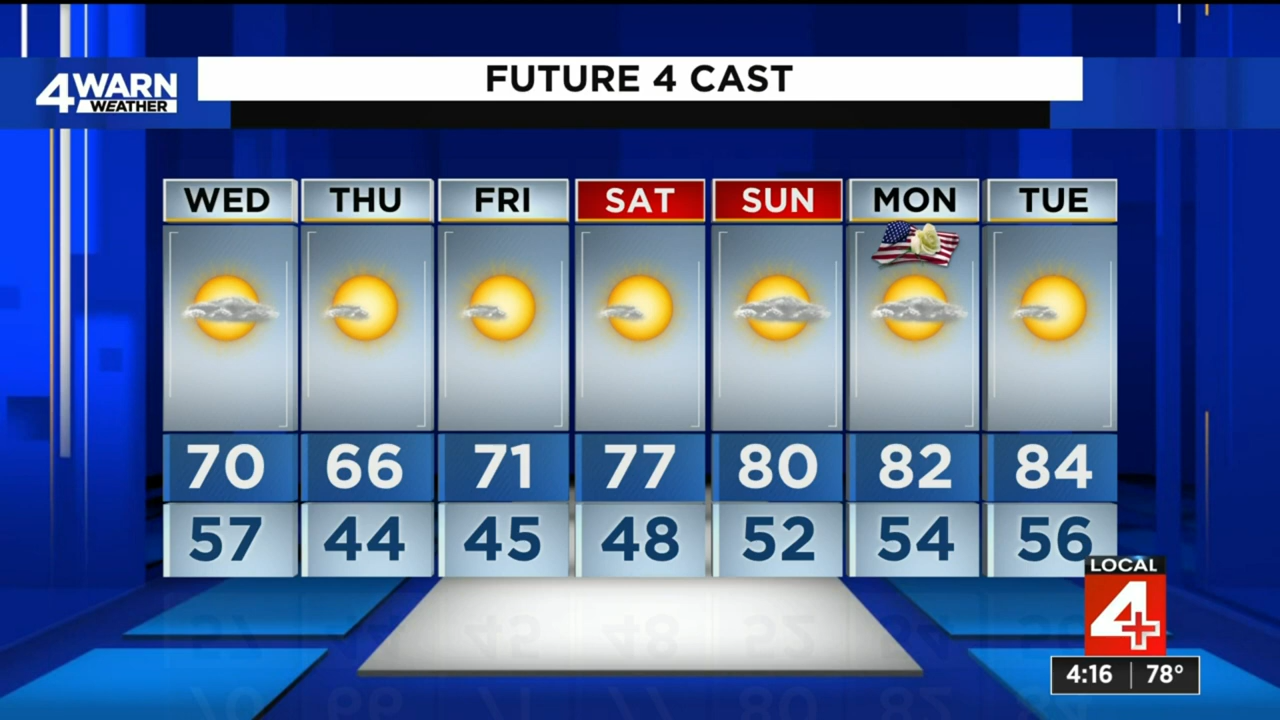 4WARN
WEATHER
FUTURE 4 CAST
WED THU FRI SAT SUN MON TUE
70 66 71 77 80 82 84
57 44 45 48 52 54 56
LOCAL
4+
4:16 | 78°